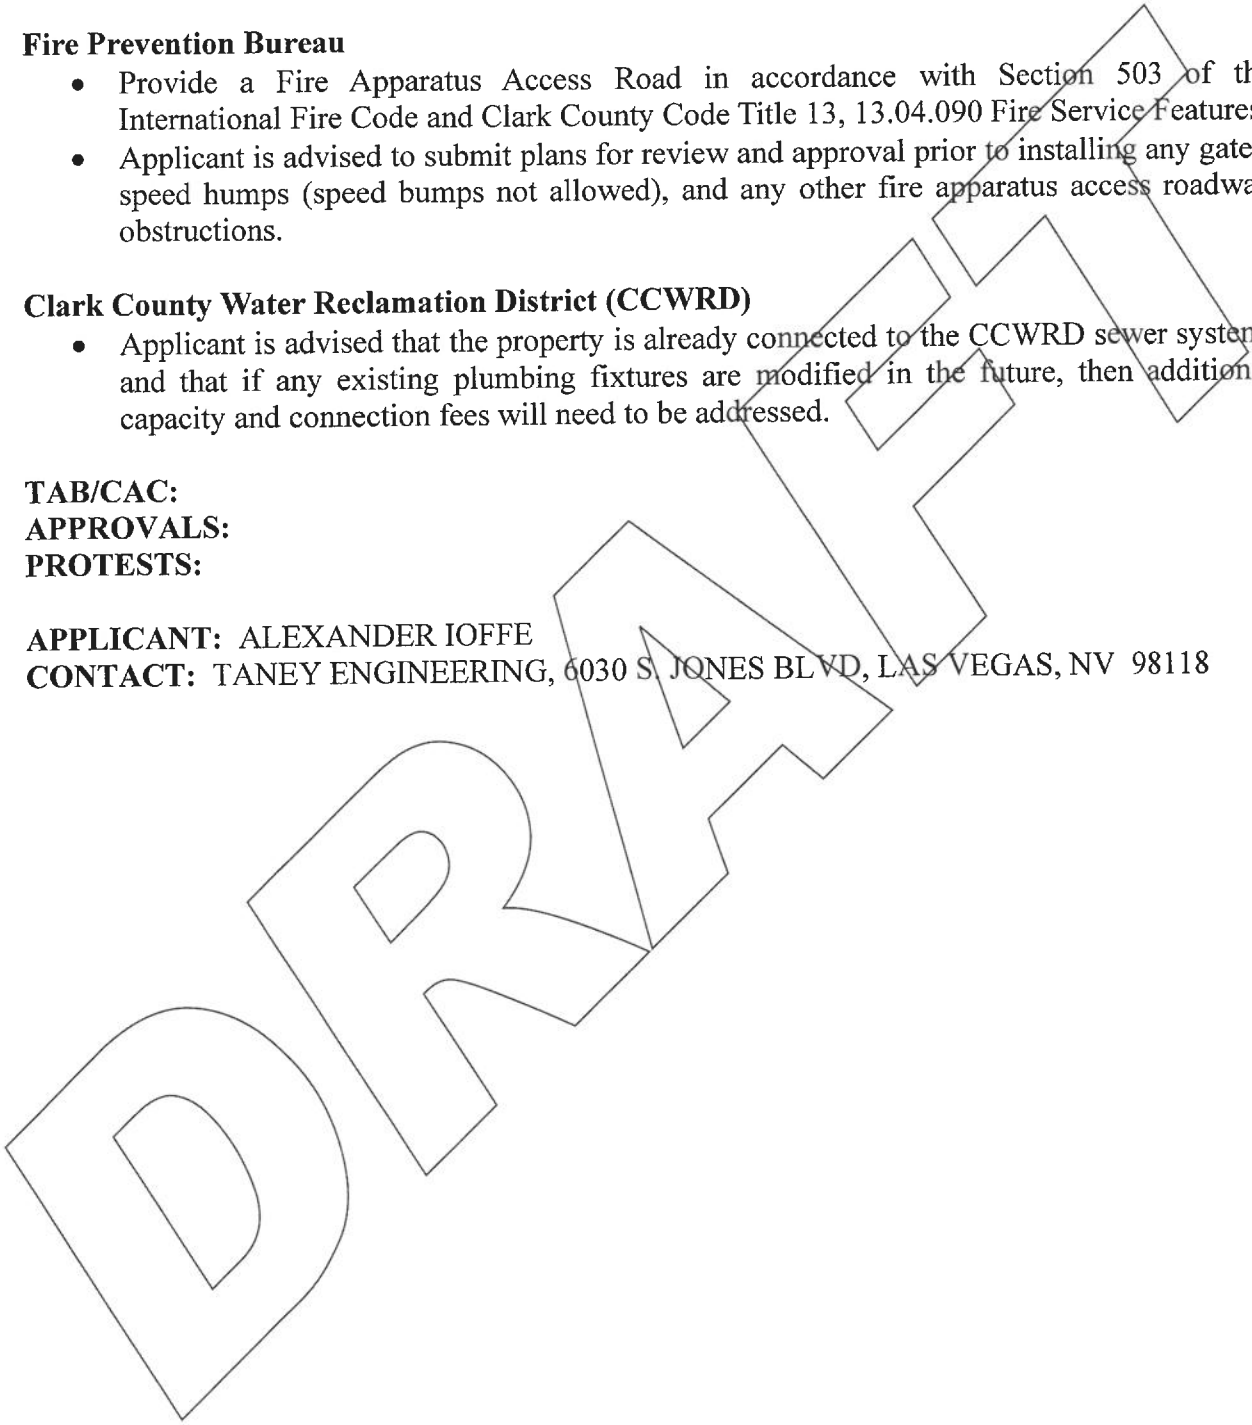 Fire Prevention Bureau
• Provide a Fire Apparatus Access Road in accordance with Section 503 of th
International Fire Code and Clark County Code Title 13, 13.04.090 Fire Service Features
• Applicant is advised to submit plans for review and approval prior to installing any gate
speed humps (speed bumps not allowed), and any other fire apparatus access roadwa
obstructions.
Clark County Water Reclamation District (CCWRD)
• Applicant is advised that the property is already connected to the CCWRD sewer system
and that if any existing plumbing fixtures are modified in the future, then addition
capacity and connection fees will need to be addressed.
TAB/CAC:
APPROVALS:
PROTESTS:
APPLICANT: ALEXANDER IOFFE
CONTACT: TANEY ENGINEERING, 6030 S. JONES BLVD, LAS VEGAS, NV 98118
DRAFT